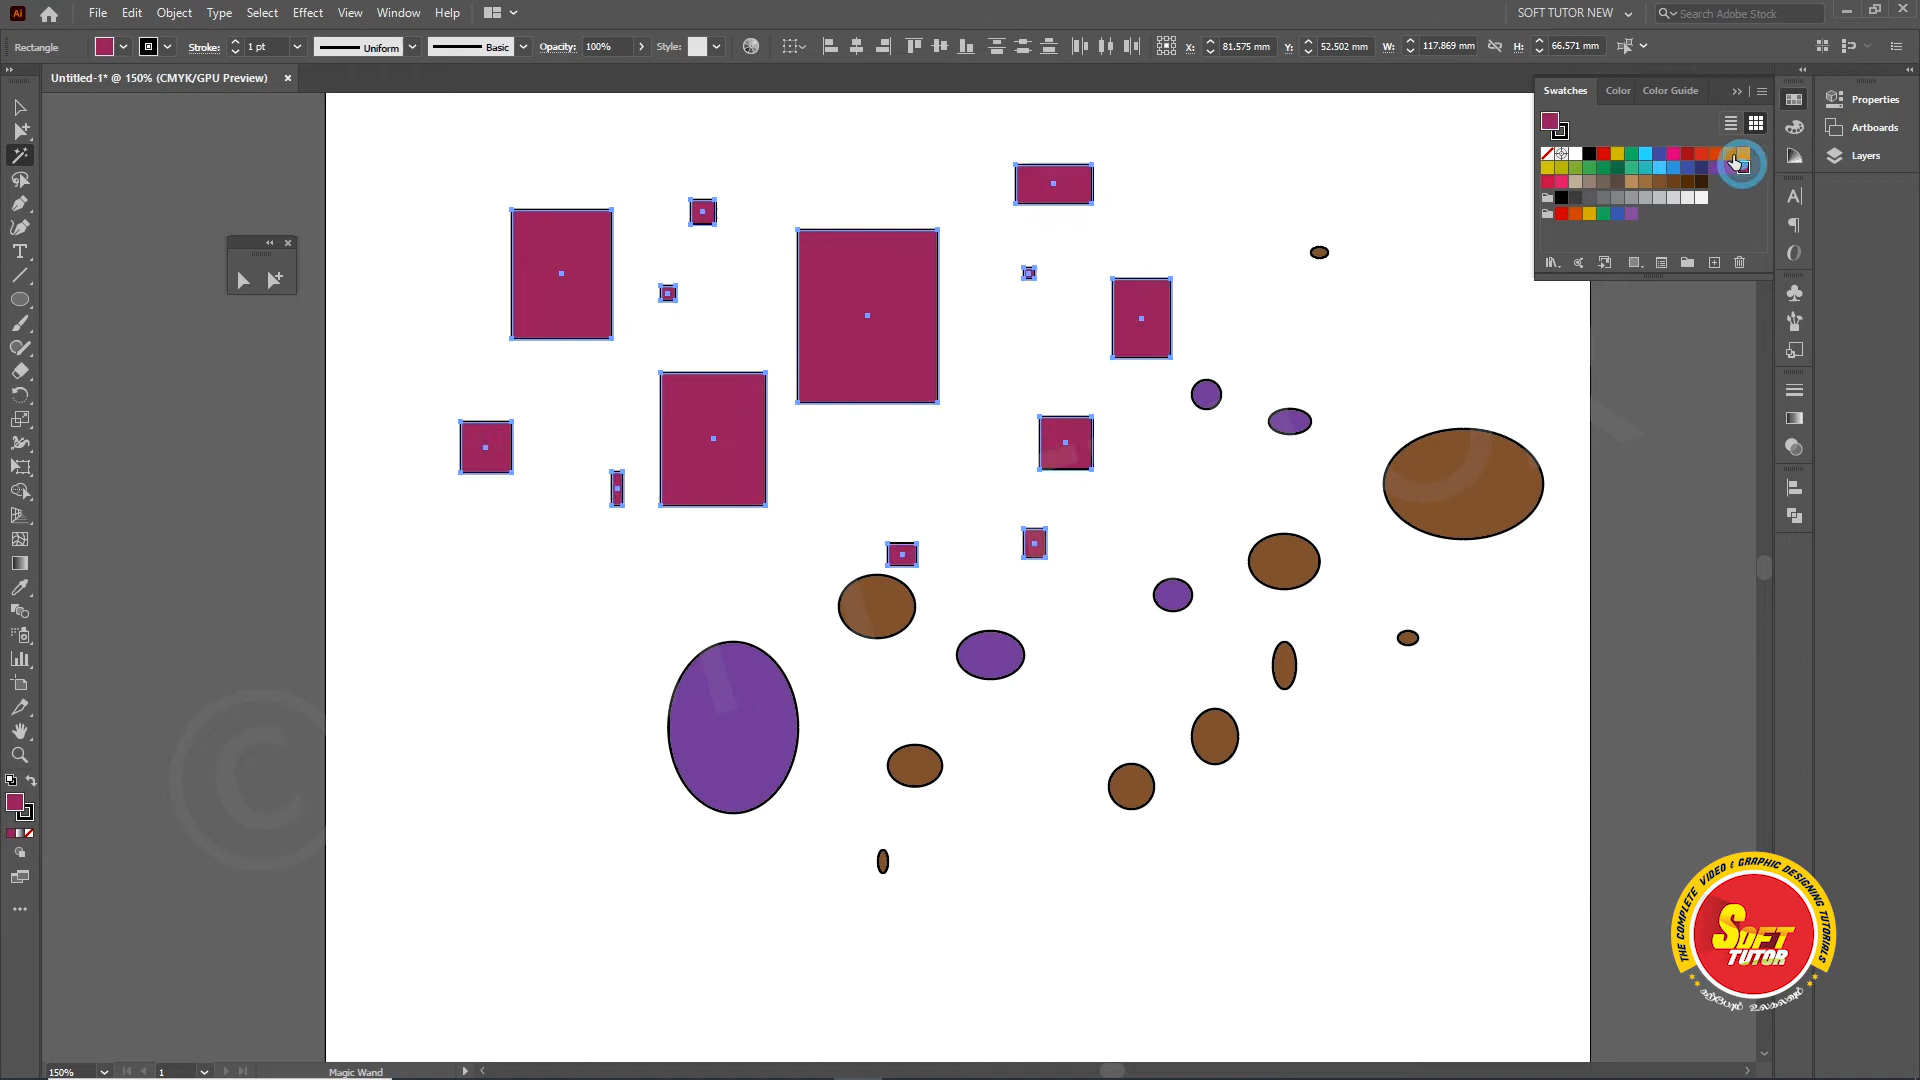 Ai File Edit Object Type Select Effect View Window Help SOFT TUTOR NEW Search Adobe Stock
Rectangle Stroke: 1 pt Uniform Basic Opacity: 100% Style: X: 81.575 mm Y: 52.502 mm W: 117.869 mm H: 66.571 mm
Untitled-1* @ 150% (CMYK/GPU Preview)
Swatches Color Color Guide
Properties
Artboards
Layers
THE COMPLETE VIDEO & GRAPHIC DESIGNING TUTORIALS
SOFT
TUTOR
150% 1 Magic Wand